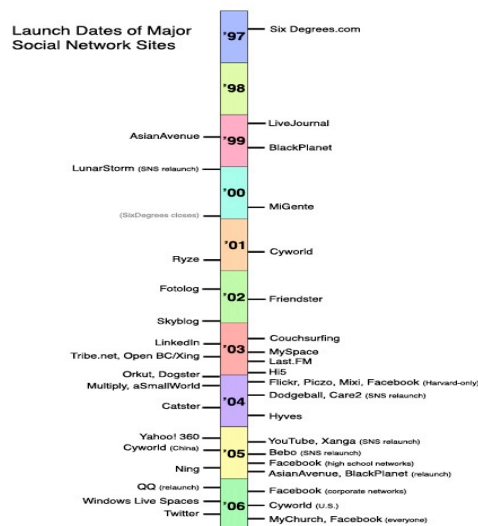 Launch Dates of Major
Social Network Sites
'97
Six Degrees.com
'98
'99
LiveJournal
AsianAvenue
BlackPlanet
LunarStorm (SNS relaunch)
'00
MiGente
(SixDegrees closes)
'01
Cyworld
Ryze
Fotolog
'02
Friendster
Skyblog
'03
Couchsurfing
LinkedIn
MySpace
Tribe.net, Open BC/Xing
Last.FM
Hi5
Orkut, Dogster
Flickr, Piczo, Mixi, Facebook (Harvard-only)
Multiply, aSmallWorld
'04
Dodgeball, Care2 (SNS relaunch)
Catster
Hyves
'05
Yahoo! 360
YouTube, Xanga (SNS relaunch)
Cyworld (China)
Bebo (SNS relaunch)
Facebook (high school networks)
Ning
AsianAvenue, BlackPlanet (relaunch)
'06
QQ (relaunch)
Facebook (corporate networks)
Windows Live Spaces
Cyworld (U.S.)
Twitter
MyChurch, Facebook (everyone)